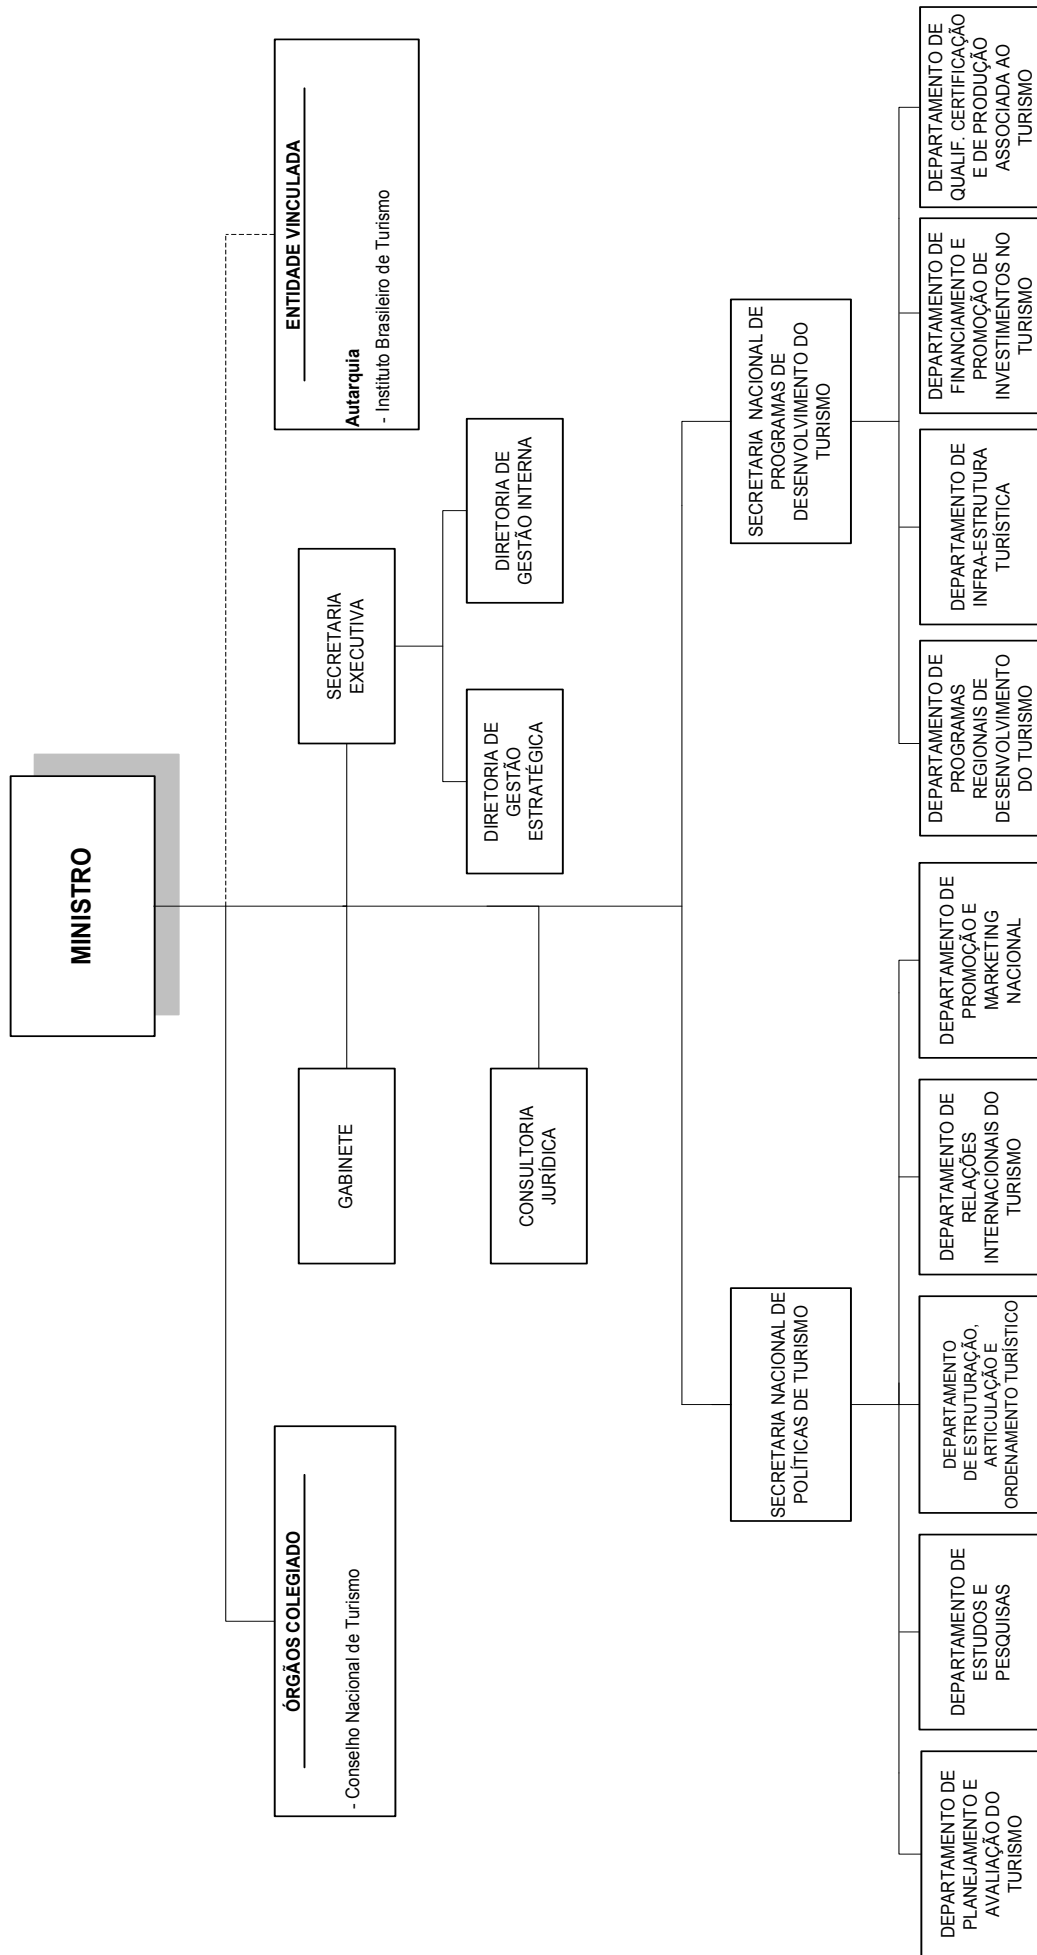 MINISTRO
ÓRGÃOS COLEGIADO
- Conselho Nacional de Turismo
ENTIDADE VINCULADA
Autarquia
- Instituto Brasileiro de Turismo
GABINETE
SECRETARIA
EXECUTIVA
CONSULTORIA
JURÍDICA
DIRETORIA DE
GESTÃO
ESTRATÉGICA
DIRETORIA DE
GESTÃO INTERNA
SECRETARIA NACIONAL DE
POLÍTICAS DE TURISMO
SECRETARIA NACIONAL DE
PROGRAMAS DE
DESENVOLVIMENTO DO
TURISMO
DEPARTAMENTO DE
PLANEJAMENTO E
AVALIAÇÃO DO
TURISMO
DEPARTAMENTO DE
ESTUDOS E
PESQUISAS
DEPARTAMENTO
DE ESTRUTURAÇÃO,
ARTICULAÇÃO E
ORDENAMENTO TURÍSTICO
DEPARTAMENTO DE
RELAÇÕES
INTERNACIONAIS DO
TURISMO
DEPARTAMENTO DE
PROMOÇÃO E
MARKETING
NACIONAL
DEPARTAMENTO DE
PROGRAMAS
REGIONAIS DE
DESENVOLVIMENTO
DO TURISMO
DEPARTAMENTO DE
INFRA-ESTRUTURA
TURÍSTICA
DEPARTAMENTO DE
FINANCIAMENTO E
PROMOÇÃO DE
INVESTIMENTOS NO
TURISMO
DEPARTAMENTO DE
QUALIF. CERTIFICAÇÃO
E DE PRODUÇÃO
ASSOCIADA AO
TURISMO